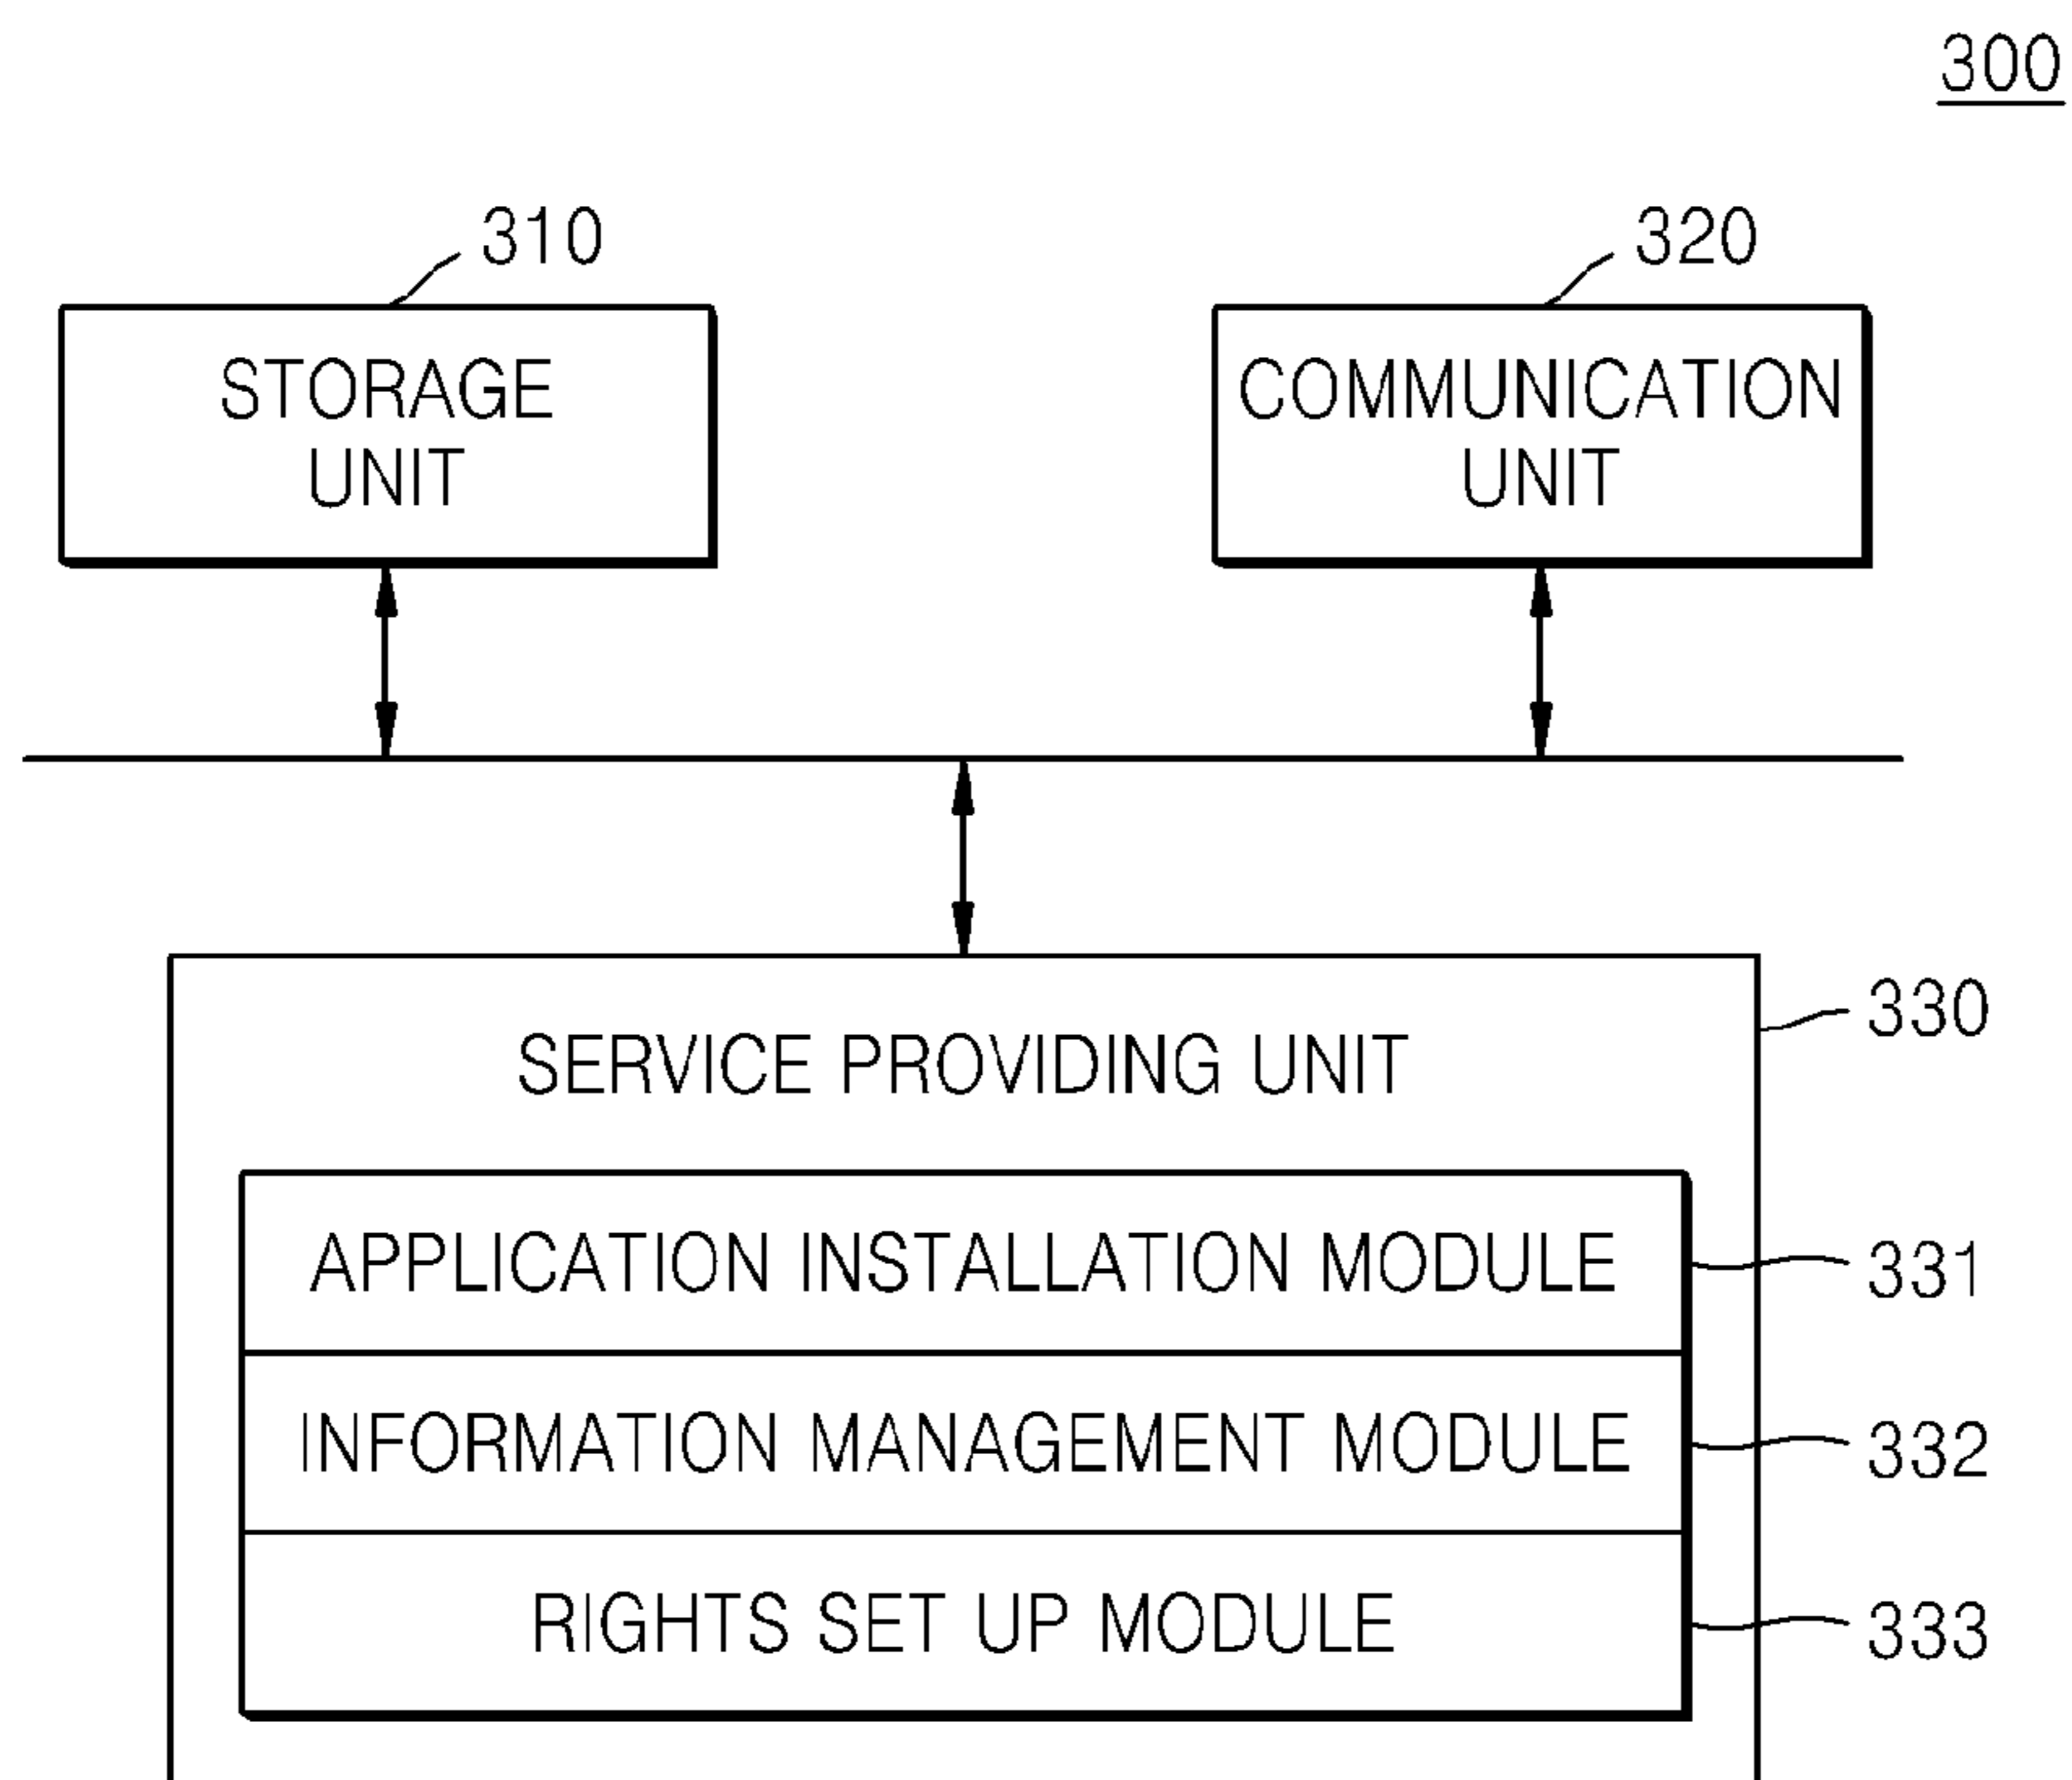 300
310
320
STORAGE
UNIT
COMMUNICATION
UNIT
330
SERVICE PROVIDING UNIT
APPLICATION INSTALLATION MODULE
331
INFORMATION MANAGEMENT MODULE
332
RIGHTS SET UP MODULE
333